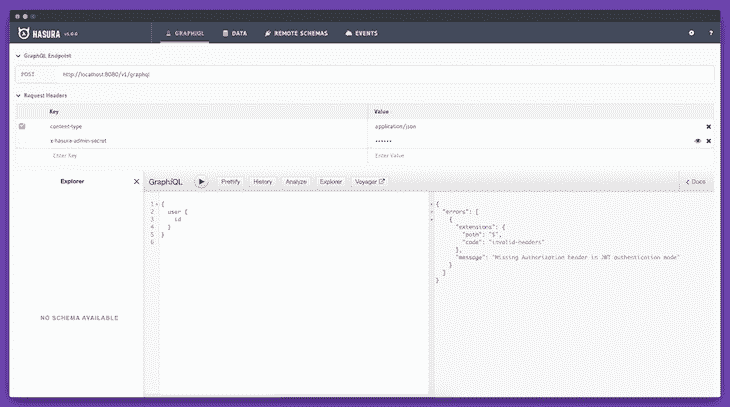 HASURA v1.0.0 GRAPHIQL DATA REMOTE SCHEMAS EVENTS ?
GraphQL Endpoint
POST http://localhost:8080/v1/graphql
Request Headers
Key Value
content-type application/json
x-hasura-admin-secret ••••••
Enter Key Enter Value
Explorer GraphiQL Prettify History Analyze Explorer Voyager Docs
1 {
2 user {
3 id
4 }
5 }
6
NO SCHEMA AVAILABLE
{
"errors": [
{
"extensions": {
"path": "$",
"code": "invalid-headers"
},
"message": "Missing Authorization header in JWT authentication mode"
}
]
}